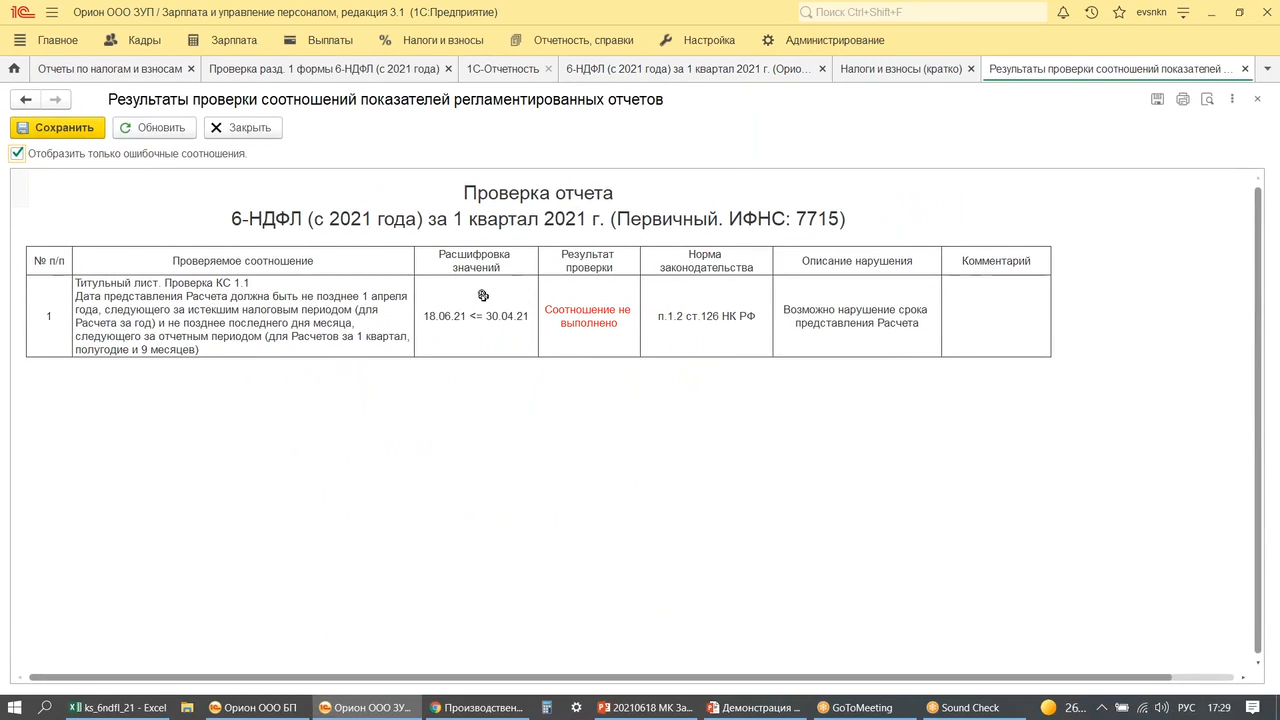 Орион ООО ЗУП / Зарплата и управление персоналом, редакция 3.1 (1С:Предприятие)
Поиск Ctrl+Shift+F
evsnkn
Главное
Кадры
Зарплата
Выплаты
Налоги и взносы
Отчетность, справки
Настройка
Администрирование
Отчеты по налогам и взносам
Проверка разд. 1 формы 6-НДФЛ (с 2021 года)
1С-Отчетность
6-НДФЛ (с 2021 года) за 1 квартал 2021 г. (Орио...
Налоги и взносы (кратко)
Результаты проверки соотношений показателей ...
Результаты проверки соотношений показателей регламентированных отчетов
Сохранить
Обновить
Закрыть
Отобразить только ошибочные соотношения.
Проверка отчета
6-НДФЛ (с 2021 года) за 1 квартал 2021 г. (Первичный. ИФНС: 7715)
№ п/п
Проверяемое соотношение
Расшифровка
значений
Результат
проверки
Норма
законодательства
Описание нарушения
Комментарий
1
Титульный лист. Проверка КС 1.1
Дата представления Расчета должна быть не позднее 1 апреля
года, следующего за истекшим налоговым периодом (для
Расчета за год) и не позднее последнего дня месяца,
следующего за отчетным периодом (для Расчетов за 1 квартал,
полугодие и 9 месяцев)
18.06.21 <= 30.04.21
Соотношение не
выполнено
п.1.2 ст.126 НК РФ
Возможно нарушение срока
представления Расчета
ks_6ndfl_21 - Excel
Орион ООО БП
Орион ООО ЗУ...
Производствен...
20210618 МК За...
Демонстрация ...
GoToMeeting
Sound Check
26...
РУС
17:29